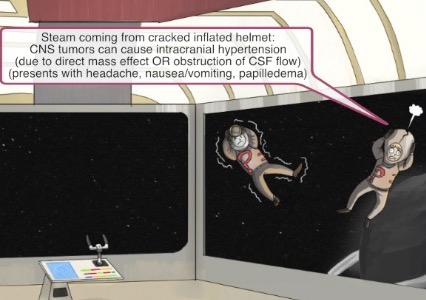 Steam coming from cracked inflated helmet:
CNS tumors can cause intracranial hypertension
(due to direct mass effect OR obstruction of CSF flow)
(presents with headache, nausea/vomiting, papilledema)
P
P